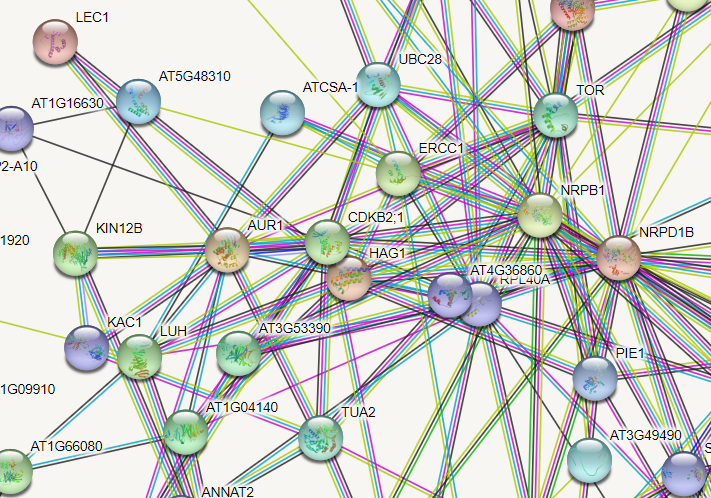 LEC1
AT5G48310
UBC28
ATCSA-1
TOR
AT1G16630
ERCC1
P2-A10
NRPB1
CDKB2;1
AUR1
KIN12B
NRPD1B
1920
HAG1
AT4G36860
RPL40A
KAC1
LUH
AT3G53390
PIE1
1G09910
AT1G04140
TUA2
AT3G49490
AT1G66080
S
ANNAT2